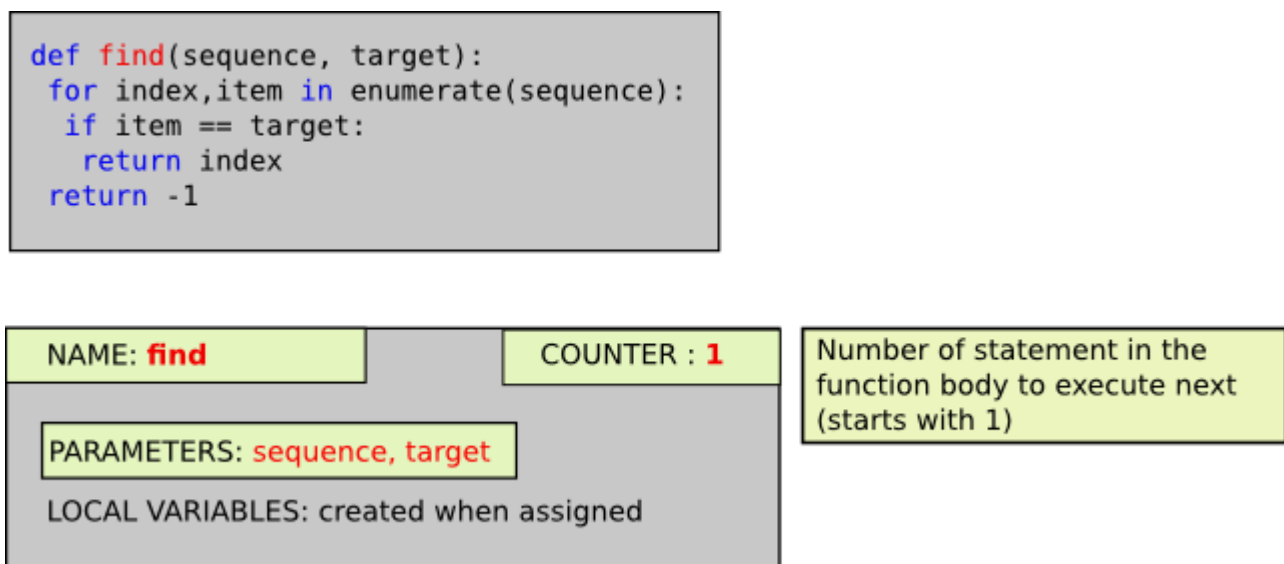 def find(sequence, target):
 for index,item in enumerate(sequence):
  if item == target:
   return index
 return -1
NAME: find
COUNTER : 1
Number of statement in the
function body to execute next
(starts with 1)
PARAMETERS: sequence, target
LOCAL VARIABLES: created when assigned